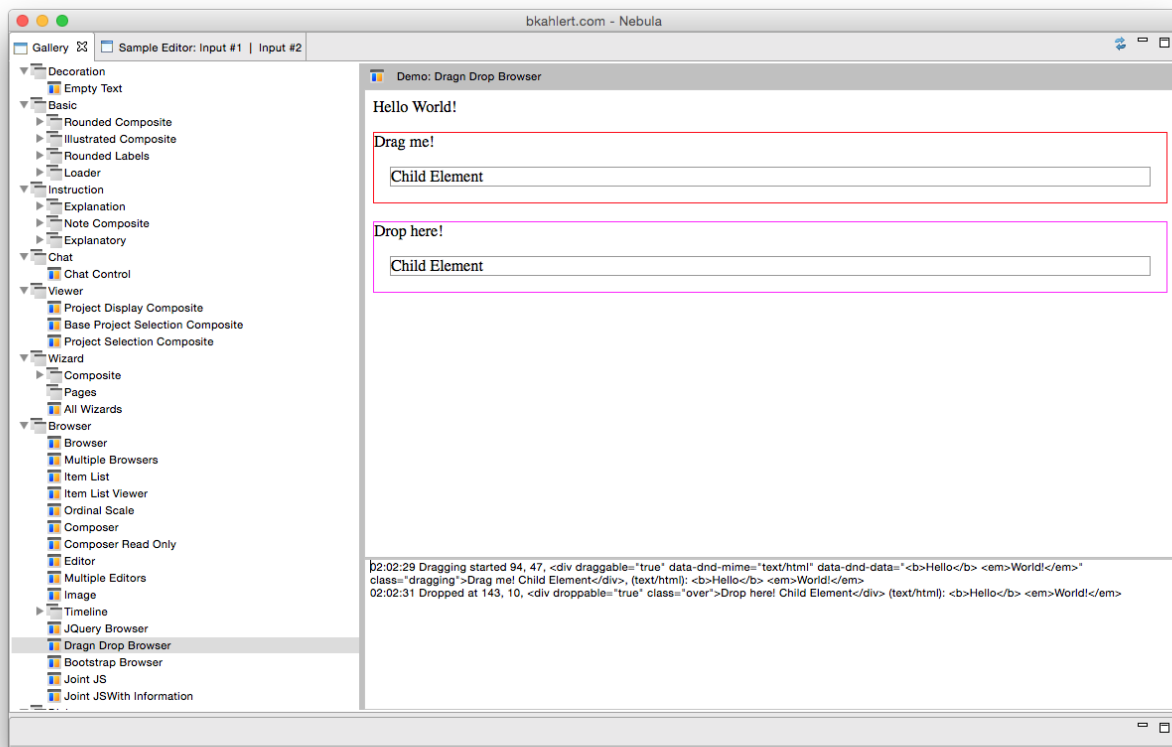 bkahlert.com - Nebula
Gallery
Sample Editor: Input #1 | Input #2
Decoration
Empty Text
Basic
Rounded Composite
Illustrated Composite
Rounded Labels
Loader
Instruction
Explanation
Note Composite
Explanatory
Chat
Chat Control
Viewer
Project Display Composite
Base Project Selection Composite
Project Selection Composite
Wizard
Composite
Pages
All Wizards
Browser
Browser
Multiple Browsers
Item List
Item List Viewer
Ordinal Scale
Composer
Composer Read Only
Editor
Multiple Editors
Image
Timeline
JQuery Browser
Dragn Drop Browser
Bootstrap Browser
Joint JS
Joint JSWith Information
Demo: Dragn Drop Browser
Hello World!
Drag me!
Child Element
Drop here!
Child Element
02:02:29 Dragging started 94, 47, <div draggable="true" data-dnd-mime="text/html" data-dnd-data="<b>Hello</b> <em>World!</em>"
class="dragging">Drag me! Child Element</div>, (text/html): <b>Hello</b> <em>World!</em>
02:02:31 Dropped at 143, 10, <div droppable="true" class="over">Drop here! Child Element</div> (text/html): <b>Hello</b> <em>World!</em>